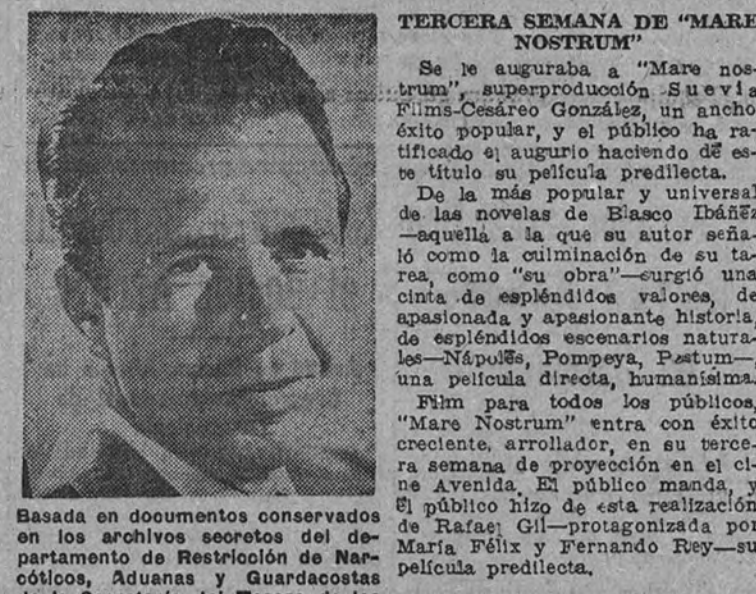 Basada en documentos conservados
en los archivos secretos del de-
partamento de Restricción de Nar-
cóticos, Aduanas y Guardacostas
TERCERA SEMANA DE "MARE
NOSTRUM"
Se le auguraba a "Mare nos-
trum", superproducción Suevia
Films-Cesáreo González, un ancho
éxito popular, y el público ha ra-
tificado el augurio haciendo de es-
te título su película predilecta.
De la más popular y universal
de las novelas de Blasco Ibáñez
—aquella a la que su autor seña-
ló como la culminación de su ta-
rea, como "su obra"—surgió una
cinta de espléndidos valores, de
apasionada y apasionante historia,
de espléndidos escenarios natura-
les—Nápoles, Pompeya, Pestum—,
una película directa, humanísima.
Film para todos los públicos,
"Mare Nostrum" entra con éxito
creciente, arrollador, en su terce-
ra semana de proyección en el ci-
ne Avenida. El público manda, y
el público hizo de esta realización
de Rafael Gil—protagonizada por
María Félix y Fernando Rey—su
película predilecta.